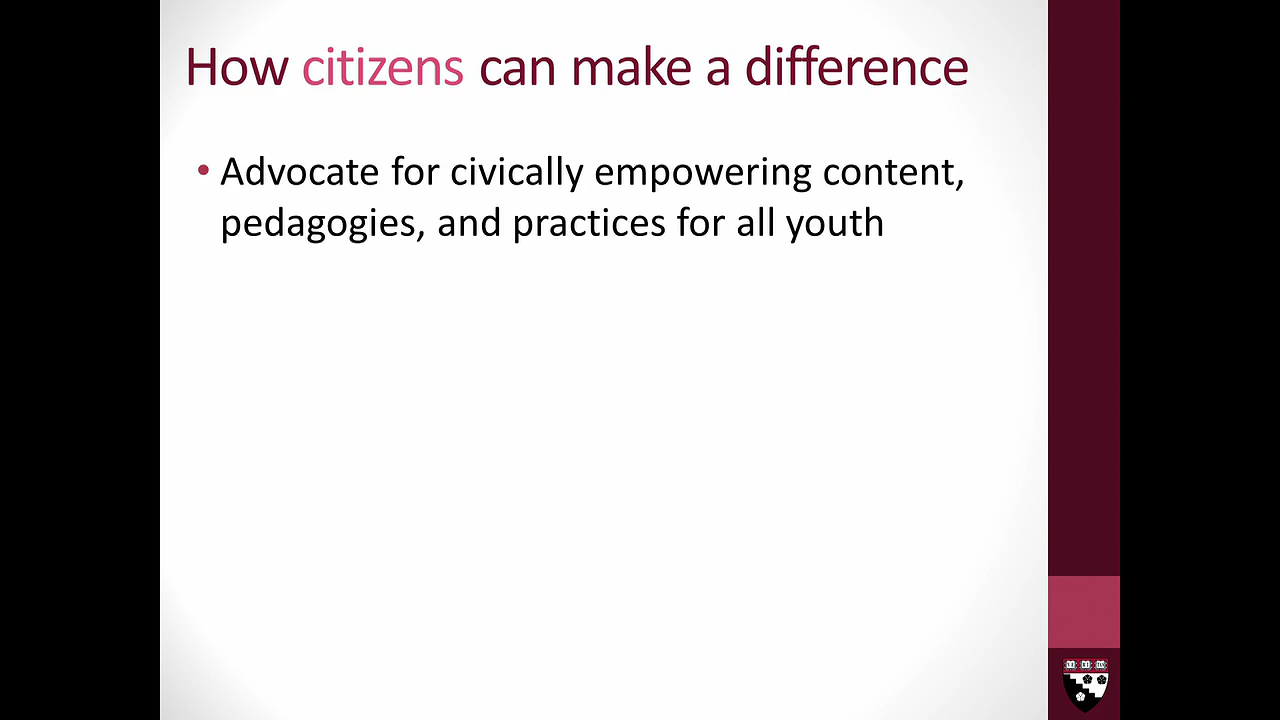 How citizens can make a difference
• Advocate for civically empowering content,
pedagogies, and practices for all youth